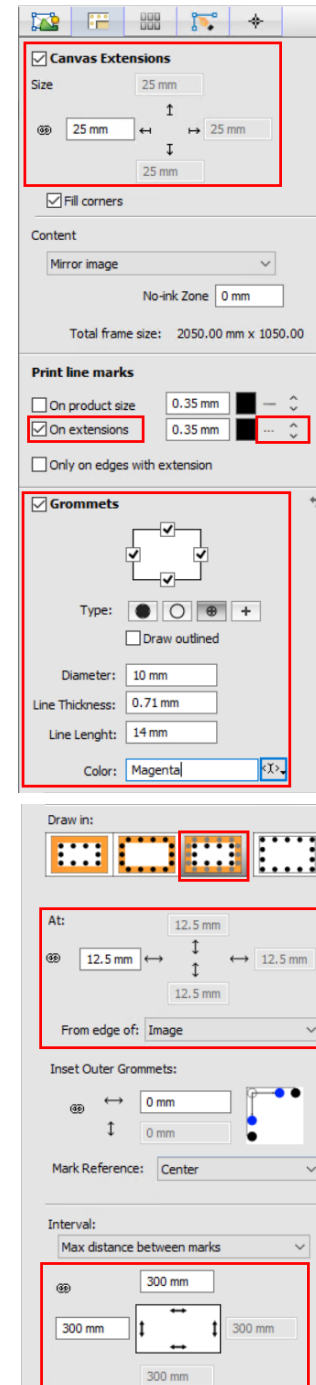 Canvas Extensions
Size 25 mm
25 mm 25 mm
25 mm
Fill corners
Content
Mirror image
No-ink Zone 0 mm
Total frame size: 2050.00 mm x 1050.00
Print line marks
On product size 0.35 mm
On extensions 0.35 mm ...
Only on edges with extension
Grommets
Type:
Draw outlined
Diameter: 10 mm
Line Thickness: 0.71 mm
Line Lenght: 14 mm
Color: Magenta
Draw in:
At: 12.5 mm
12.5 mm 12.5 mm
12.5 mm
From edge of: Image
Inset Outer Grommets:
0 mm
0 mm
Mark Reference: Center
Interval:
Max distance between marks
300 mm
300 mm 300 mm
300 mm